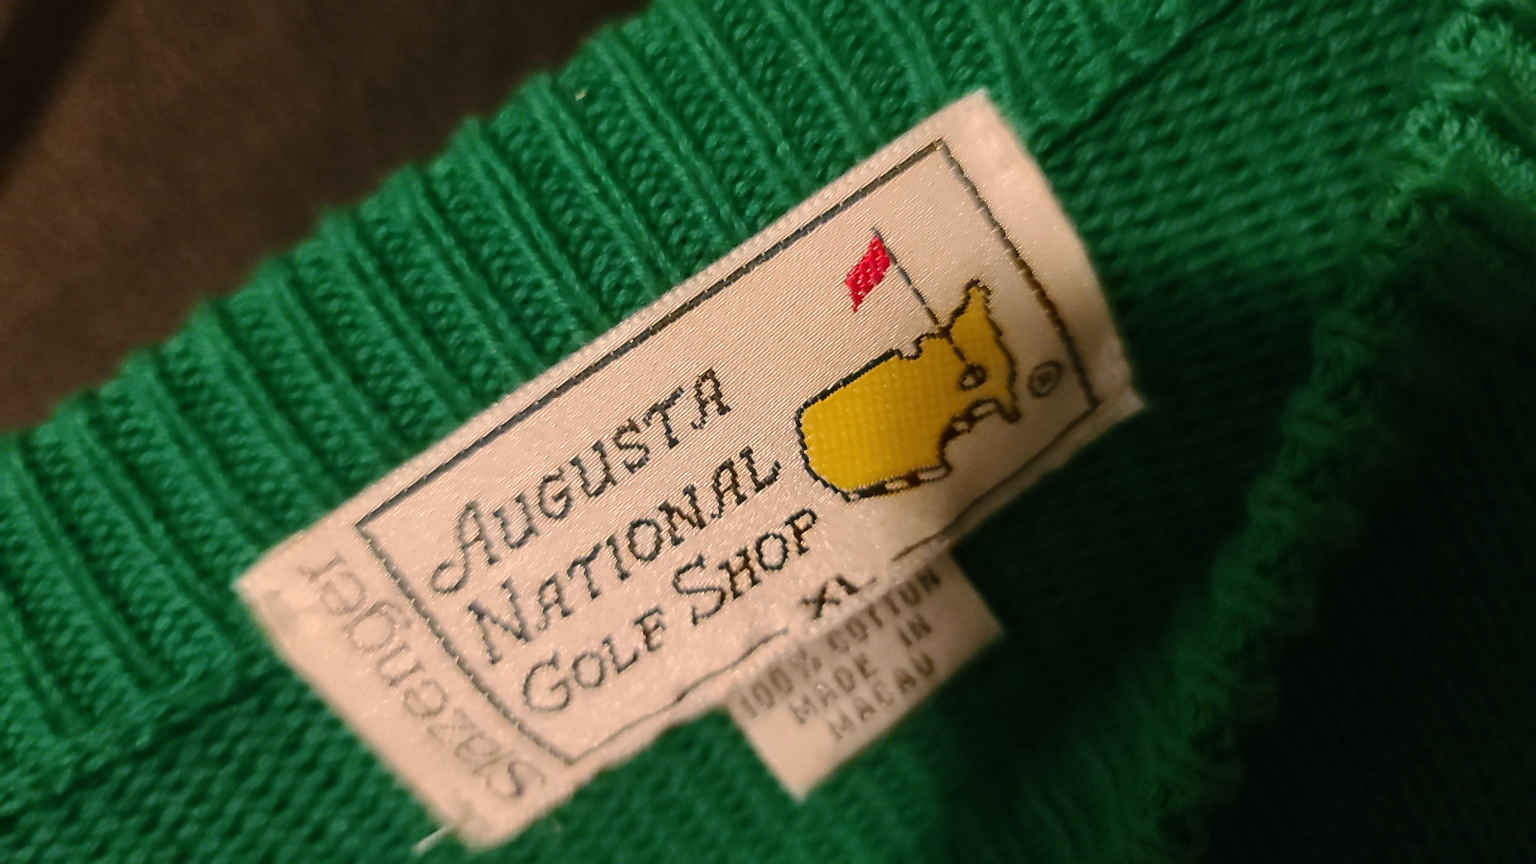 AUGUSTA
NATIONAL
GOLF SHOP
®
XL
100% COTTON
MADE IN
MACAU
Slazenger